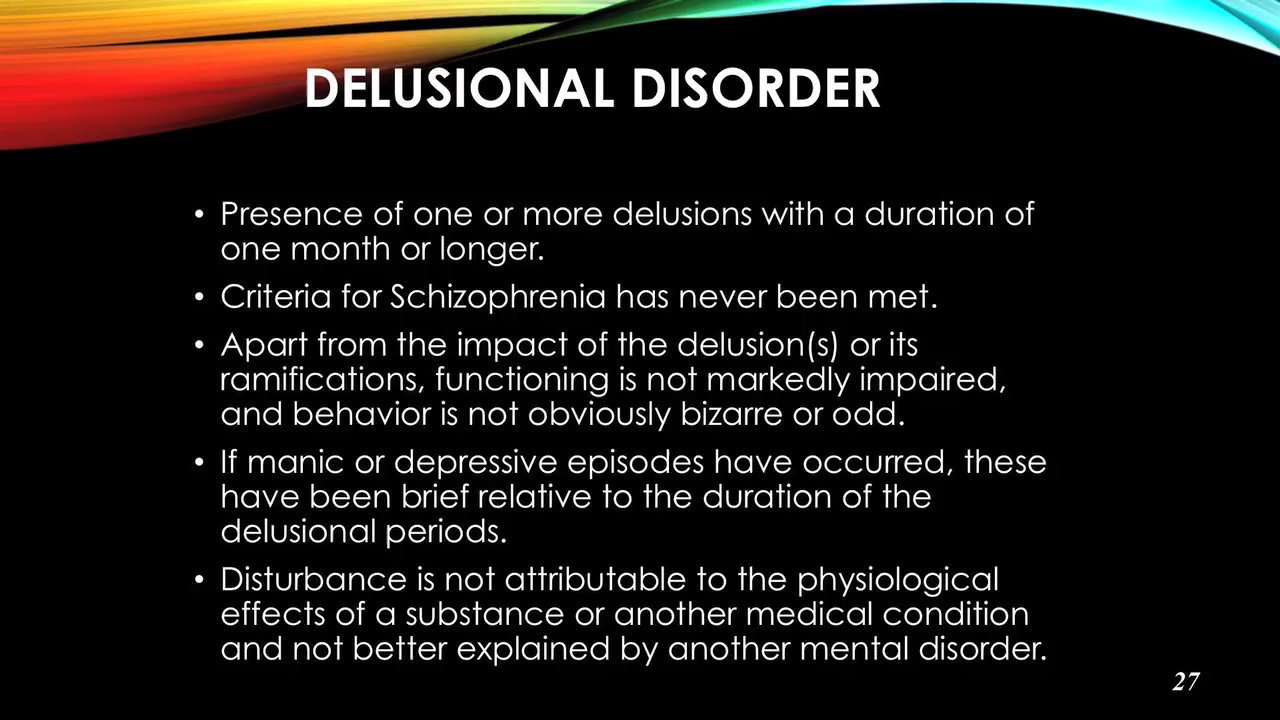 DELUSIONAL DISORDER
• Presence of one or more delusions with a duration of
one month or longer.
• Criteria for Schizophrenia has never been met.
• Apart from the impact of the delusion(s) or its
ramifications, functioning is not markedly impaired,
and behavior is not obviously bizarre or odd.
• If manic or depressive episodes have occurred, these
have been brief relative to the duration of the
delusional periods.
• Disturbance is not attributable to the physiological
effects of a substance or another medical condition
and not better explained by another mental disorder.
27